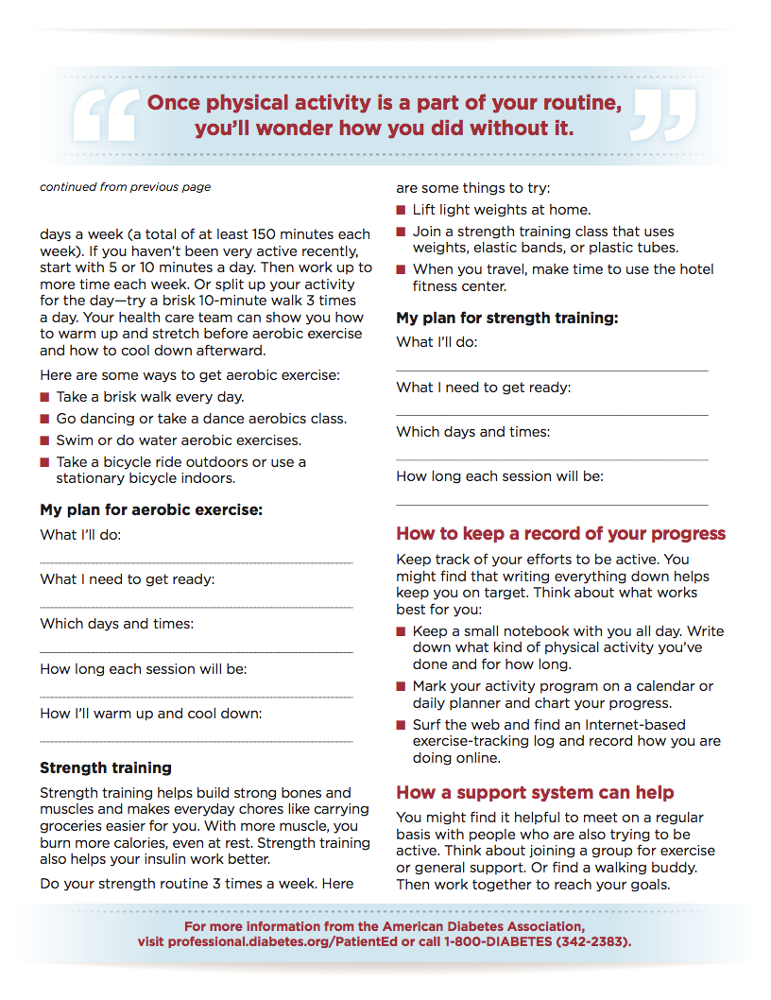 “Once physical activity is a part of your routine,
you’ll wonder how you did without it.”
continued from previous page
days a week (a total of at least 150 minutes each
week). If you haven’t been very active recently,
start with 5 or 10 minutes a day. Then work up to
more time each week. Or split up your activity
for the day—try a brisk 10-minute walk 3 times
a day. Your health care team can show you how
to warm up and stretch before aerobic exercise
and how to cool down afterward.
Here are some ways to get aerobic exercise:
■ Take a brisk walk every day.
■ Go dancing or take a dance aerobics class.
■ Swim or do water aerobic exercises.
■ Take a bicycle ride outdoors or use a
stationary bicycle indoors.
My plan for aerobic exercise:
What I’ll do:
What I need to get ready:
Which days and times:
How long each session will be:
How I’ll warm up and cool down:
Strength training
Strength training helps build strong bones and
muscles and makes everyday chores like carrying
groceries easier for you. With more muscle, you
burn more calories, even at rest. Strength training
also helps your insulin work better.
Do your strength routine 3 times a week. Here
are some things to try:
■ Lift light weights at home.
■ Join a strength training class that uses
weights, elastic bands, or plastic tubes.
■ When you travel, make time to use the hotel
fitness center.
My plan for strength training:
What I’ll do:
What I need to get ready:
Which days and times:
How long each session will be:
How to keep a record of your progress
Keep track of your efforts to be active. You
might find that writing everything down helps
keep you on target. Think about what works
best for you:
■ Keep a small notebook with you all day. Write
down what kind of physical activity you’ve
done and for how long.
■ Mark your activity program on a calendar or
daily planner and chart your progress.
■ Surf the web and find an Internet-based
exercise-tracking log and record how you are
doing online.
How a support system can help
You might find it helpful to meet on a regular
basis with people who are also trying to be
active. Think about joining a group for exercise
or general support. Or find a walking buddy.
Then work together to reach your goals.
For more information from the American Diabetes Association,
visit professional.diabetes.org/PatientEd or call 1-800-DIABETES (342-2383).